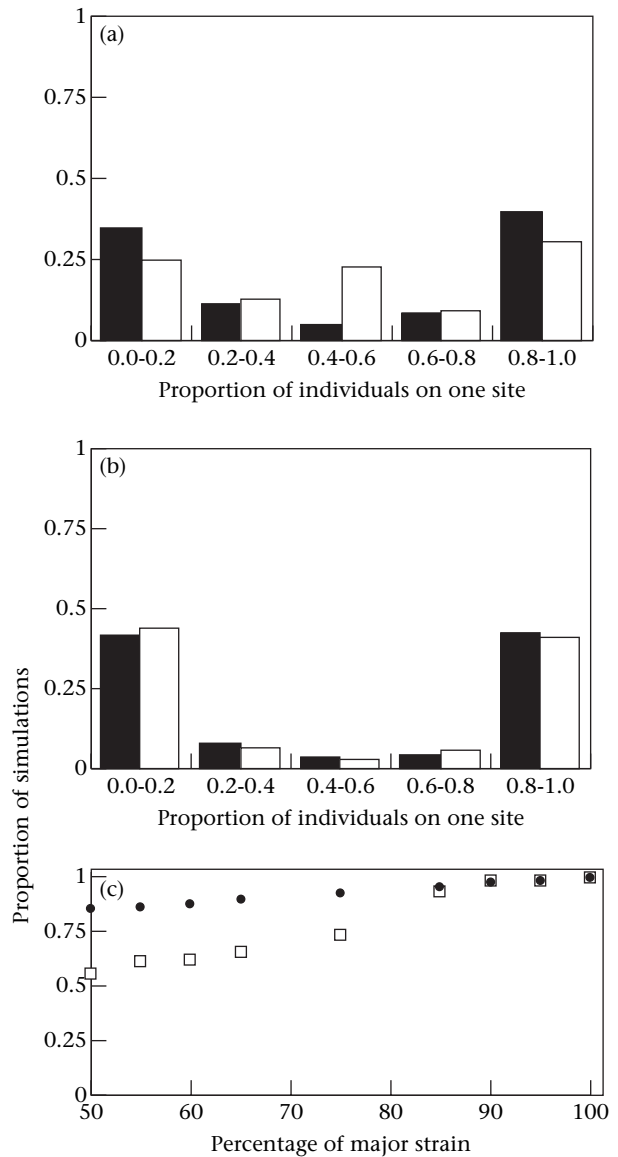 1
(a)
0.75
0.5
0.25
0
0.0-0.2 0.2-0.4 0.4-0.6 0.6-0.8 0.8-1.0
Proportion of individuals on one site
1
(b)
0.75
0.5
0.25
0
0.0-0.2 0.2-0.4 0.4-0.6 0.6-0.8 0.8-1.0
Proportion of individuals on one site
Proportion of simulations
1
(c)
0.75
0.5
0.25
0
50 60 70 80 90 100
Percentage of major strain